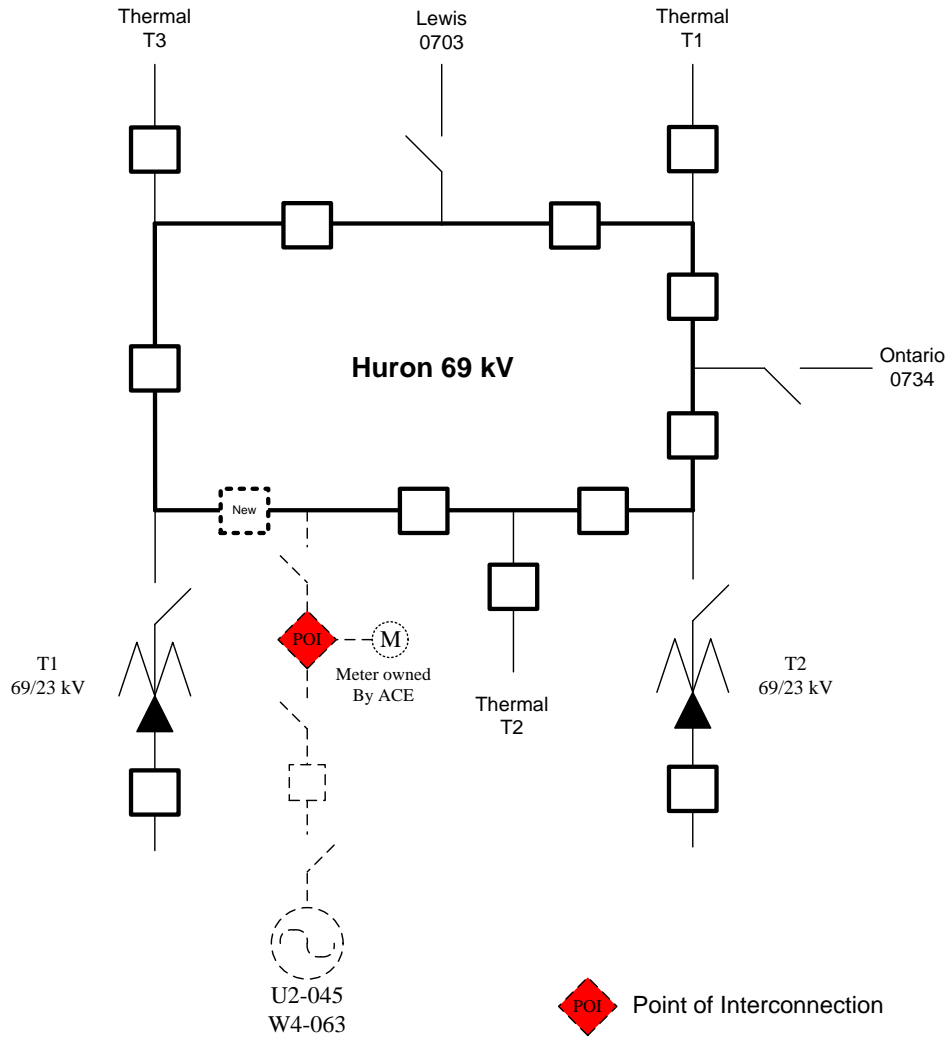 Thermal
T3
Lewis
0703
Thermal
T1
Huron 69 kV
Ontario
0734
New
POI
M
Meter owned
By ACE
T1
69/23 kV
Thermal
T2
T2
69/23 kV
U2-045
W4-063
POI
Point of Interconnection